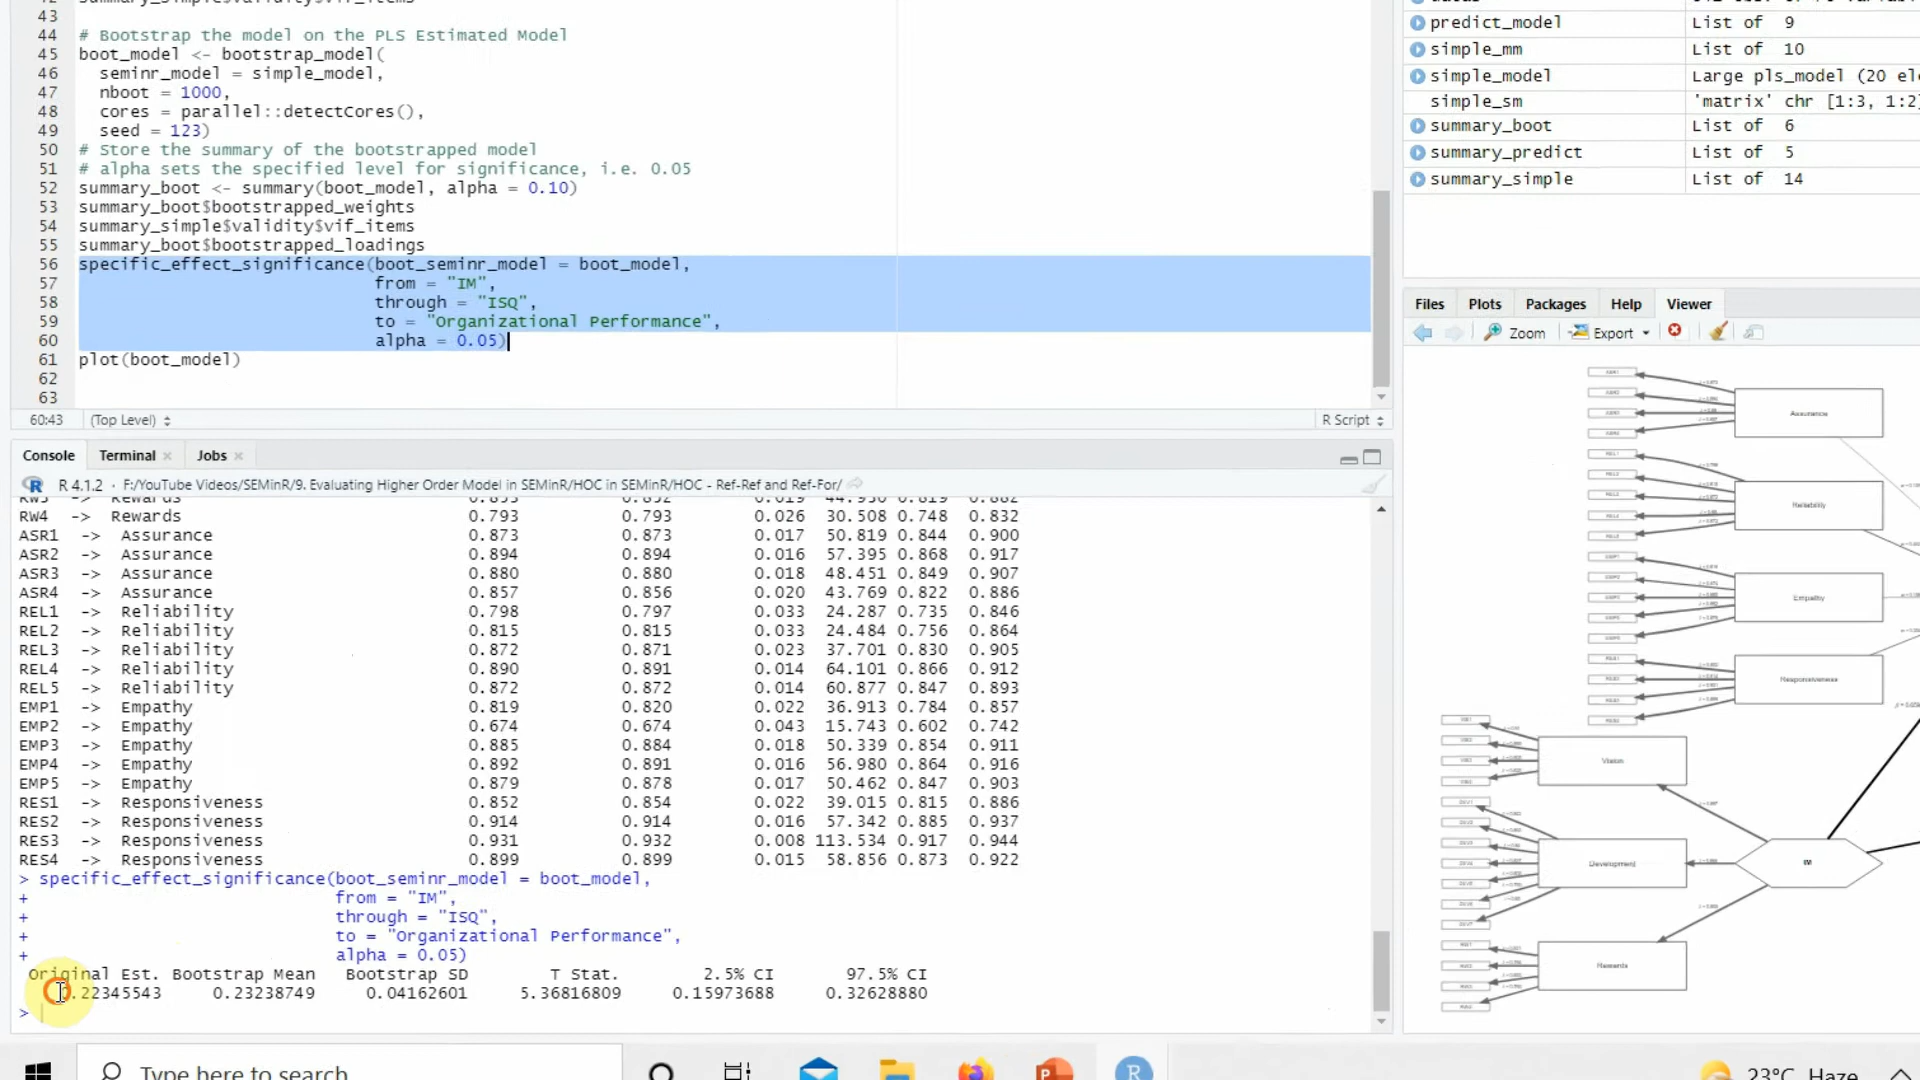 43
44 # Bootstrap the model on the PLS Estimated Model
45 boot_model <- bootstrap_model(
46 seminr_model = simple_model,
47 nboot = 1000,
48 cores = parallel::detectCores(),
49 seed = 123)
50 # Store the summary of the bootstrapped model
51 # alpha sets the specified level for significance, i.e. 0.05
52 summary_boot <- summary(boot_model, alpha = 0.10)
53 summary_boot$bootstrapped_weights
54 summary_simple$validity$vif_items
55 summary_boot$bootstrapped_loadings
56 specific_effect_significance(boot_seminr_model = boot_model,
57 from = "IM",
58 through = "ISQ",
59 to = "Organizational Performance",
60 alpha = 0.05)
61 plot(boot_model)
62
63
60:43 (Top Level) R Script
Console Terminal Jobs
R 4.1.2 · F:/YouTube Videos/SEMinR/9. Evaluating Higher Order Model in SEMinR/HOC in SEMinR/HOC - Ref-Ref and Ref-For/
RW4 -> Rewards 0.793 0.793 0.026 30.508 0.748 0.832
ASR1 -> Assurance 0.873 0.873 0.017 50.819 0.844 0.900
ASR2 -> Assurance 0.894 0.894 0.016 57.395 0.868 0.917
ASR3 -> Assurance 0.880 0.880 0.018 48.451 0.849 0.907
ASR4 -> Assurance 0.857 0.856 0.020 43.769 0.822 0.886
REL1 -> Reliability 0.798 0.797 0.033 24.287 0.735 0.846
REL2 -> Reliability 0.815 0.815 0.033 24.484 0.756 0.864
REL3 -> Reliability 0.872 0.871 0.023 37.701 0.830 0.905
REL4 -> Reliability 0.890 0.891 0.014 64.101 0.866 0.912
REL5 -> Reliability 0.872 0.872 0.014 60.877 0.847 0.893
EMP1 -> Empathy 0.819 0.820 0.022 36.913 0.784 0.857
EMP2 -> Empathy 0.674 0.674 0.043 15.743 0.602 0.742
EMP3 -> Empathy 0.885 0.884 0.018 50.339 0.854 0.911
EMP4 -> Empathy 0.892 0.891 0.016 56.980 0.864 0.916
EMP5 -> Empathy 0.879 0.878 0.017 50.462 0.847 0.903
RES1 -> Responsiveness 0.852 0.854 0.022 39.015 0.815 0.886
RES2 -> Responsiveness 0.914 0.914 0.016 57.342 0.885 0.937
RES3 -> Responsiveness 0.931 0.932 0.008 113.534 0.917 0.944
RES4 -> Responsiveness 0.899 0.899 0.015 58.856 0.873 0.922
> specific_effect_significance(boot_seminr_model = boot_model,
+ from = "IM",
+ through = "ISQ",
+ to = "Organizational Performance",
+ alpha = 0.05)
Original Est. Bootstrap Mean Bootstrap SD T Stat. 2.5% CI 97.5% CI
0.22345543 0.23238749 0.04162601 5.36816809 0.15973688 0.32628880
>
predict_model List of 9
simple_mm List of 10
simple_model Large pls_model (20 ele
simple_sm 'matrix' chr [1:3, 1:2]
summary_boot List of 6
summary_predict List of 5
summary_simple List of 14
Files Plots Packages Help Viewer
Zoom Export
Assurance
Reliability
Empathy
Responsiveness
Vision
Development
IM
Rewards
Type here to search
23°C Haze